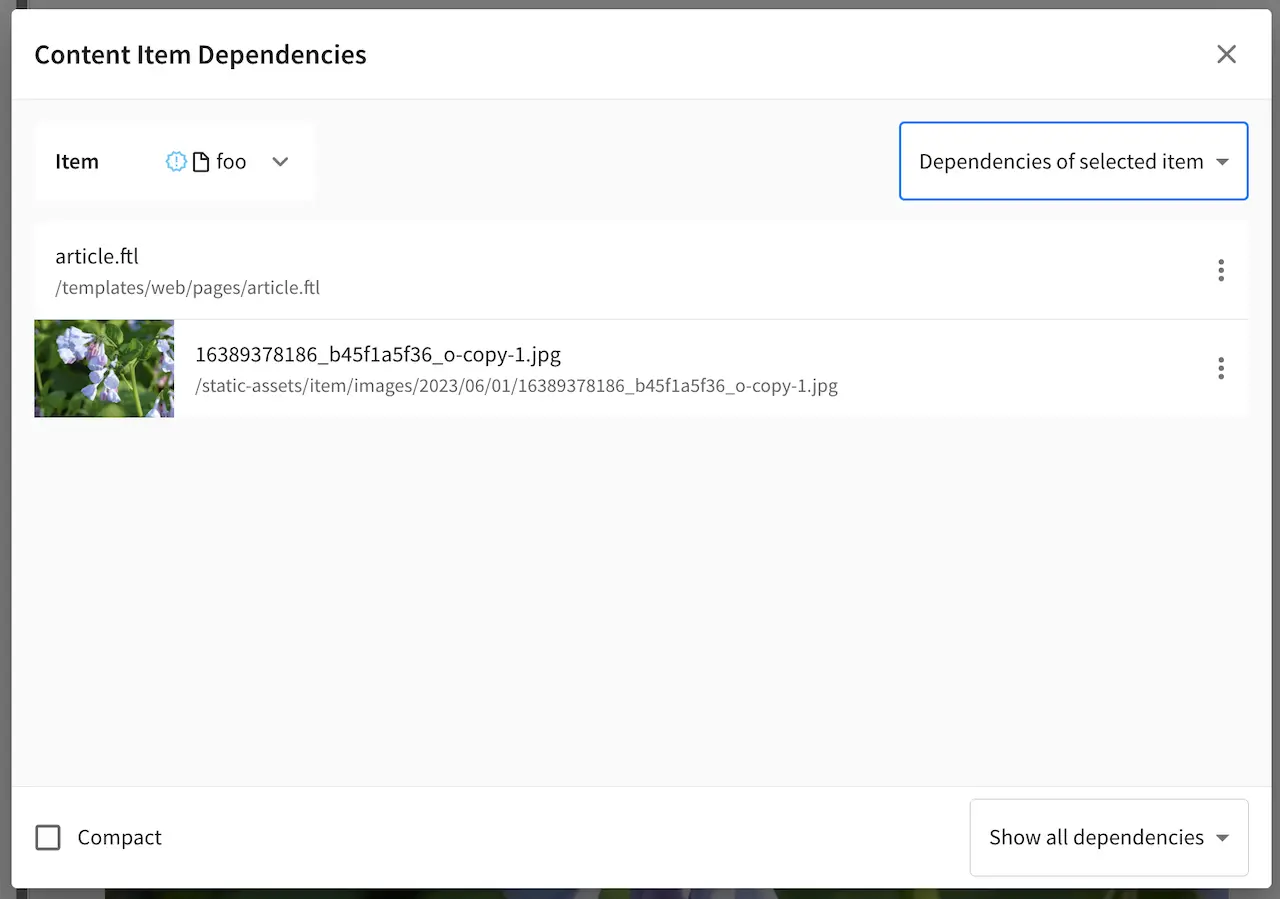 Content Item Dependencies
Item foo
Dependencies of selected item
article.ftl
/templates/web/pages/article.ftl
16389378186_b45f1a5f36_o-copy-1.jpg
/static-assets/item/images/2023/06/01/16389378186_b45f1a5f36_o-copy-1.jpg
Compact
Show all dependencies